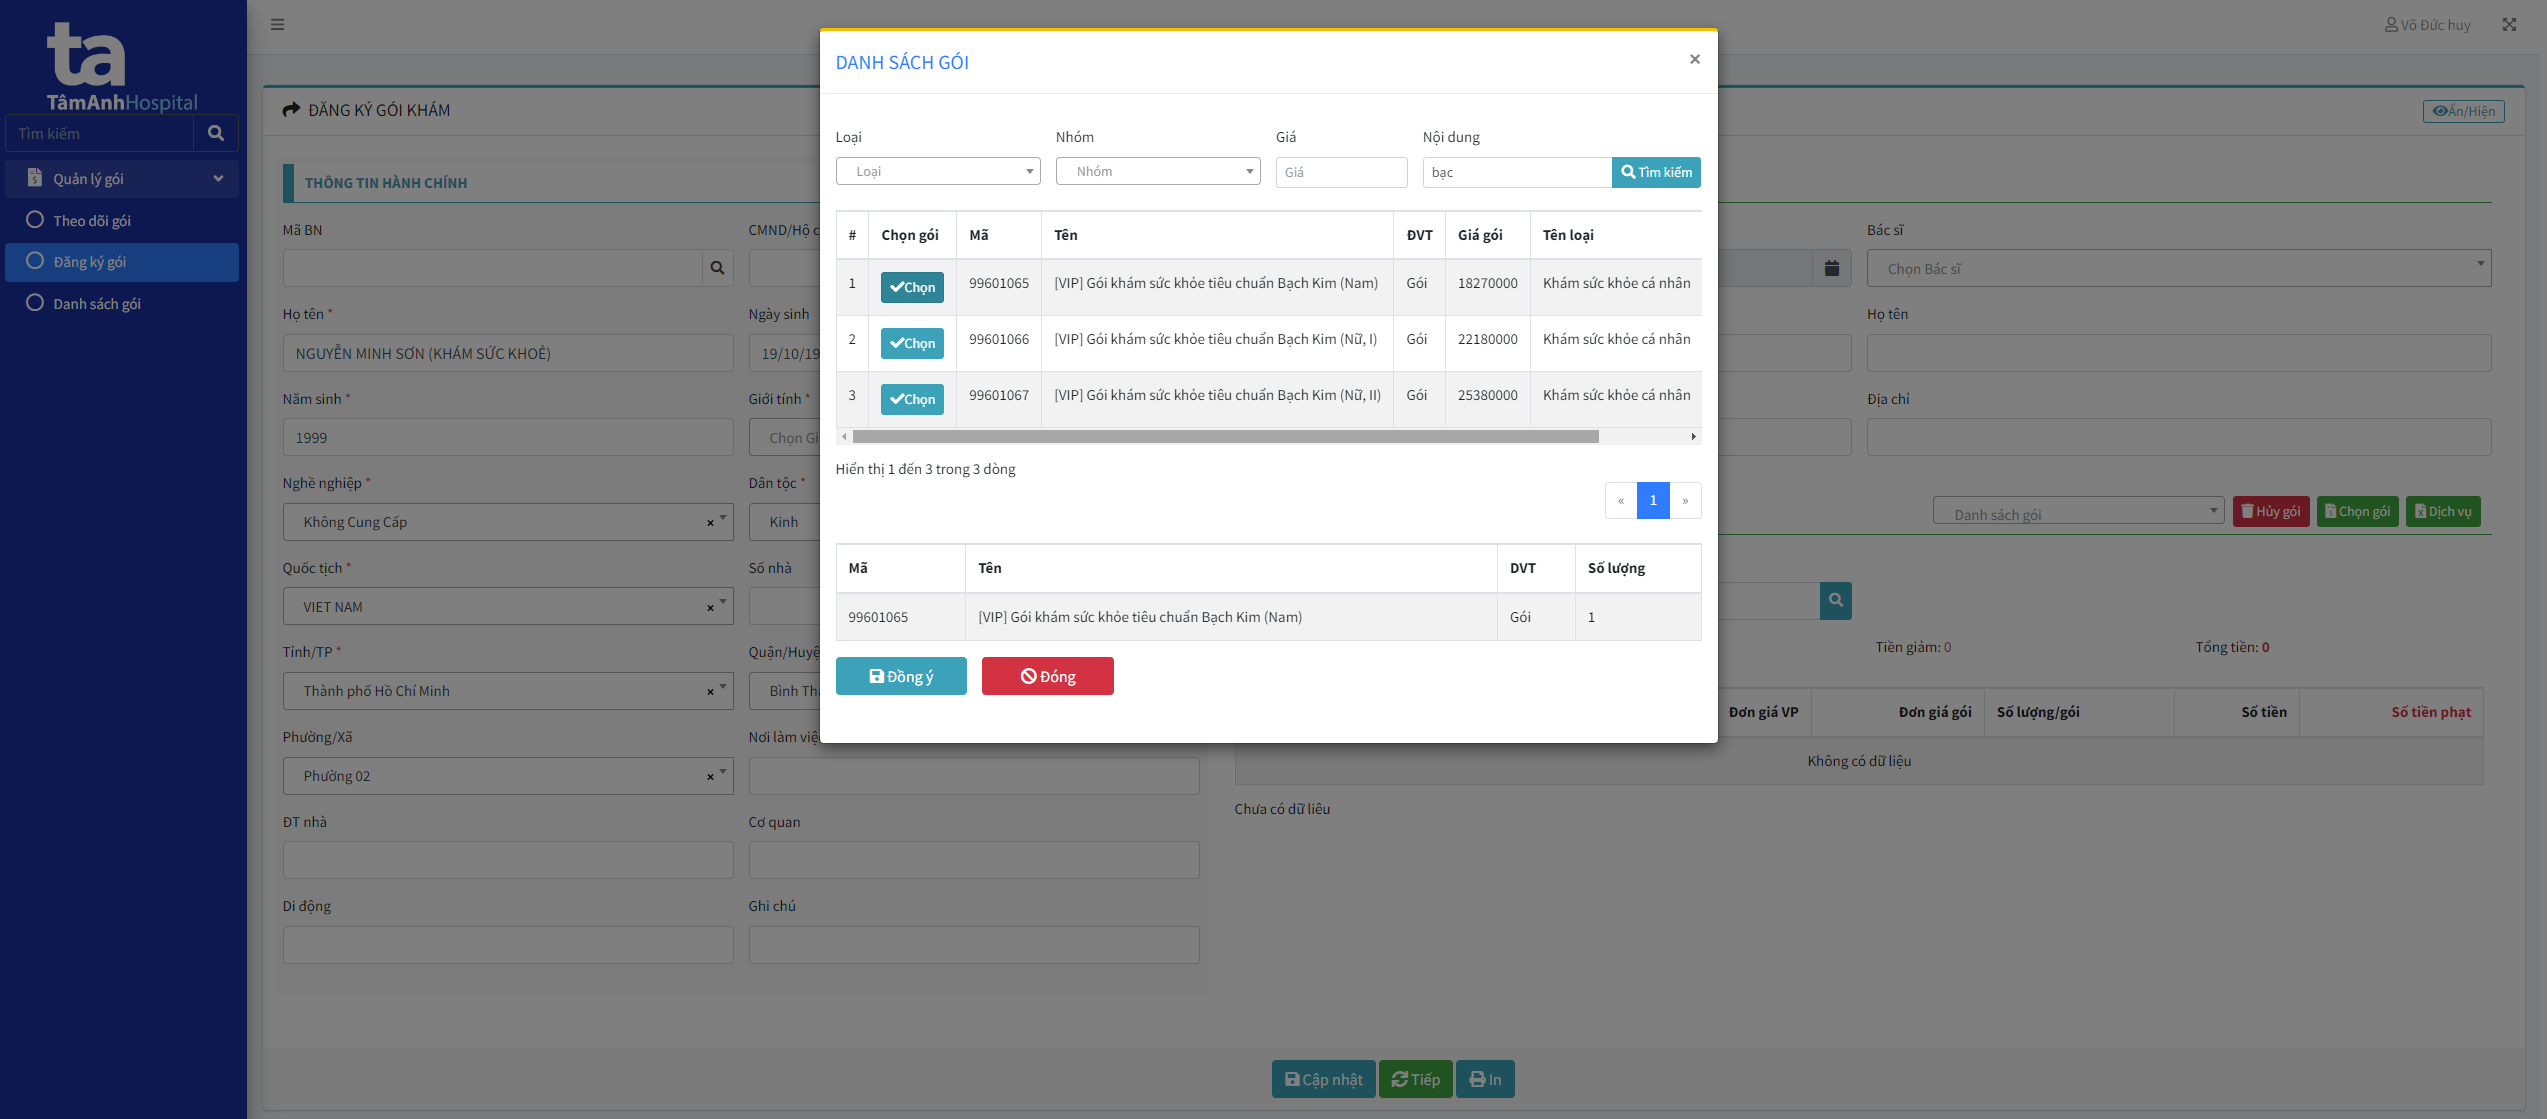 ta
TâmAnhHospital
Tìm kiếm
Quản lý gói
Theo dõi gói
Đăng ký gói
Danh sách gói
Võ Đức huy
ĐĂNG KÝ GÓI KHÁM
Ẩn/Hiện
THÔNG TIN HÀNH CHÍNH
Mã BN
CMND/Hộ c
Họ tên *
Ngày sinh
NGUYỄN MINH SƠN (KHÁM SỨC KHOẺ)
19/10/19
Năm sinh *
Giới tính *
1999
Chọn Gi
Nghề nghiệp *
Dân tộc *
Không Cung Cấp
×
Kinh
Quốc tịch *
Số nhà
VIET NAM
×
Tỉnh/TP *
Quận/Huyệ
Thành phố Hồ Chí Minh
×
Bình Th
Phường/Xã
Nơi làm việ
Phường 02
×
ĐT nhà
Cơ quan
Di động
Ghi chú
DANH SÁCH GÓI
×
Loại
Nhóm
Giá
Nội dung
Loại
Nhóm
Giá
bạc
Tìm kiếm
# Chọn gói Mã Tên ĐVT Giá gói Tên loại
1 Chọn 99601065 [VIP] Gói khám sức khỏe tiêu chuẩn Bạch Kim (Nam) Gói 18270000 Khám sức khỏe cá nhân
2 Chọn 99601066 [VIP] Gói khám sức khỏe tiêu chuẩn Bạch Kim (Nữ, I) Gói 22180000 Khám sức khỏe cá nhân
3 Chọn 99601067 [VIP] Gói khám sức khỏe tiêu chuẩn Bạch Kim (Nữ, II) Gói 25380000 Khám sức khỏe cá nhân
Hiển thị 1 đến 3 trong 3 dòng
« 1 »
Mã Tên DVT Số lượng
99601065 [VIP] Gói khám sức khỏe tiêu chuẩn Bạch Kim (Nam) Gói 1
Đồng ý
Đóng
Bác sĩ
Chọn Bác sĩ
Họ tên
Địa chỉ
Danh sách gói
Hủy gói
Chọn gói
Dịch vụ
Tiền giảm: 0
Tổng tiền: 0
Đơn giá VP Đơn giá gói Số lượng/gói Số tiền Số tiền phạt
Không có dữ liệu
Chưa có dữ liêu
Cập nhật
Tiếp
In